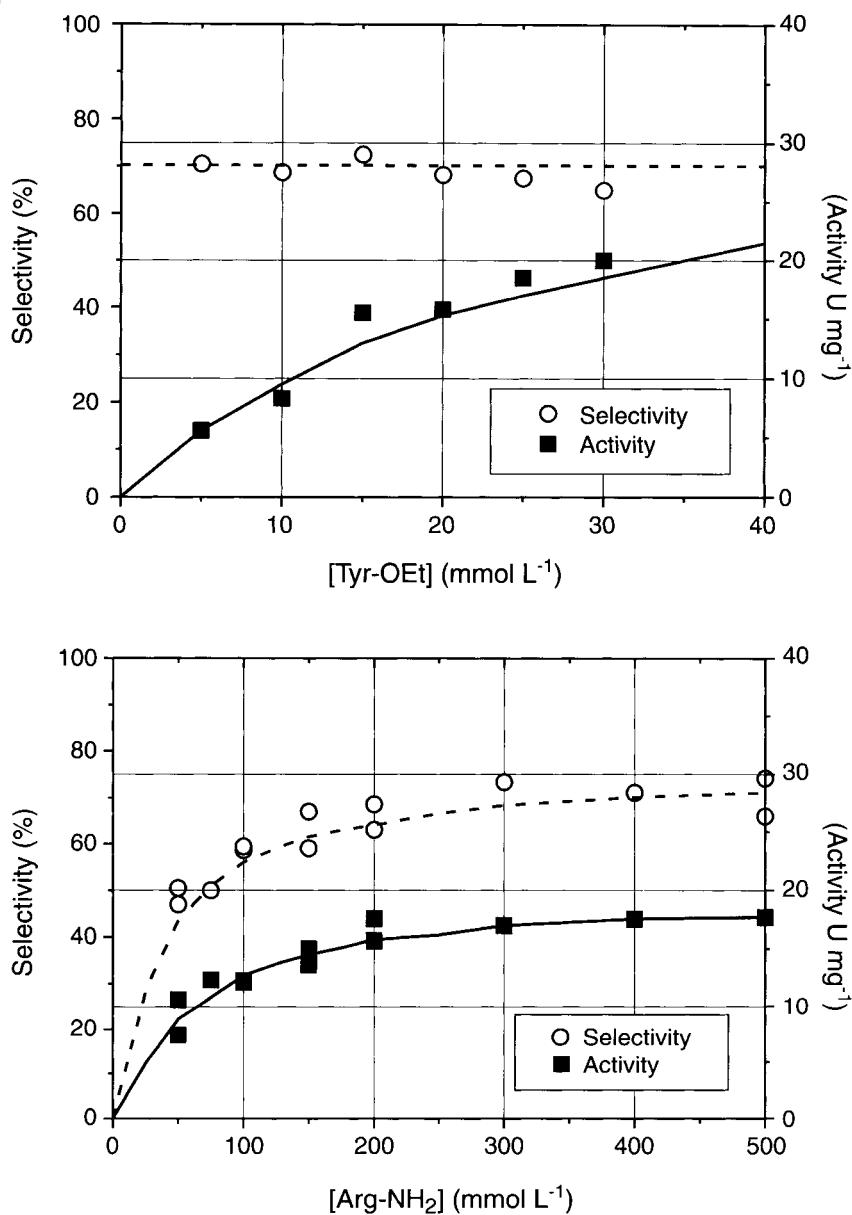 100
80
60
40
20
0
Selectivity (%)
40
30
20
10
0
(Activity U mg⁻¹)
Selectivity
Activity
0 10 20 30 40
[Tyr-OEt] (mmol L⁻¹)
100
80
60
40
20
0
Selectivity (%)
40
30
20
10
0
(Activity U mg⁻¹)
Selectivity
Activity
0 100 200 300 400 500
[Arg-NH₂] (mmol L⁻¹)